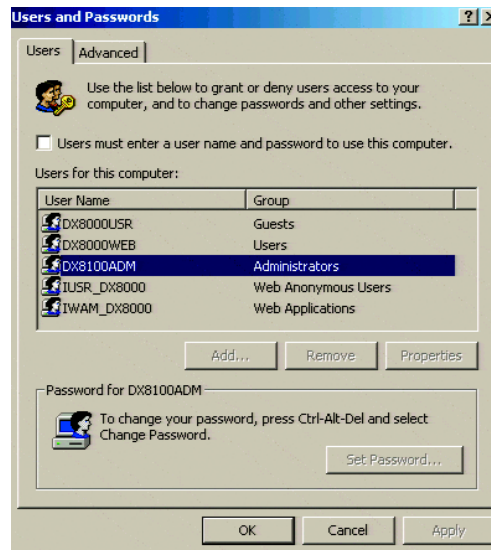 Users and Passwords
Users Advanced
Use the list below to grant or deny users access to your
computer, and to change passwords and other settings.
Users must enter a user name and password to use this computer.
Users for this computer:
User Name Group
DX8000USR Guests
DX8000WEB Users
DX8100ADM Administrators
IUSR_DX8000 Web Anonymous Users
IWAM_DX8000 Web Applications
Add... Remove Properties
Password for DX8100ADM
To change your password, press Ctrl-Alt-Del and select
Change Password.
Set Password...
OK Cancel Apply